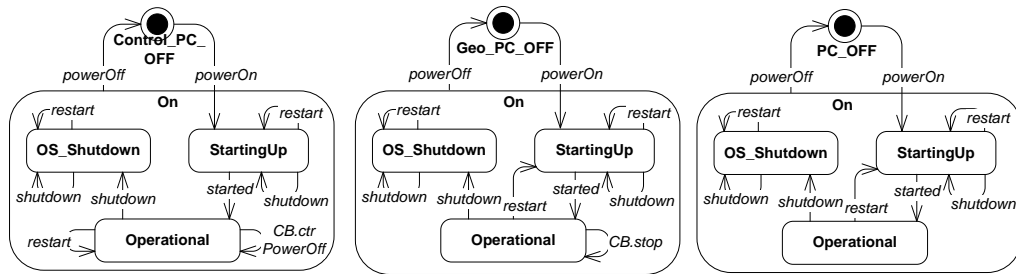 Control_PC_
OFF
powerOff
powerOn
On
restart
restart
OS_Shutdown
StartingUp
shutdown
shutdown
started
shutdown
restart
Operational
CB.ctr
PowerOff
Geo_PC_OFF
powerOff
powerOn
On
restart
restart
OS_Shutdown
StartingUp
shutdown
shutdown
restart
started
shutdown
Operational
CB.stop
PC_OFF
powerOff
powerOn
On
restart
restart
OS_Shutdown
StartingUp
shutdown
shutdown
restart
started
shutdown
Operational